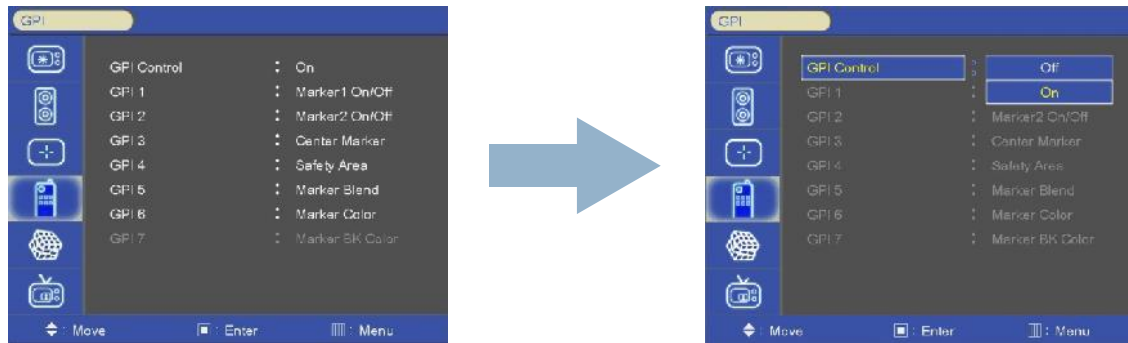 GPI
GPI Control : On
GPI 1 : Marker1 On/Off
GPI 2 : Marker2 On/Off
GPI 3 : Center Marker
GPI 4 : Safety Area
GPI 5 : Marker Blend
GPI 6 : Marker Color
GPI 7 : Marker BK Color
: Move : Enter : Menu
GPI
GPI Control : Off
GPI 1 : On
GPI 2 : Marker2 On/Off
GPI 3 : Center Marker
GPI 4 : Safety Area
GPI 5 : Marker Blend
GPI 6 : Marker Color
GPI 7 : Marker BK Color
: Move : Enter : Menu